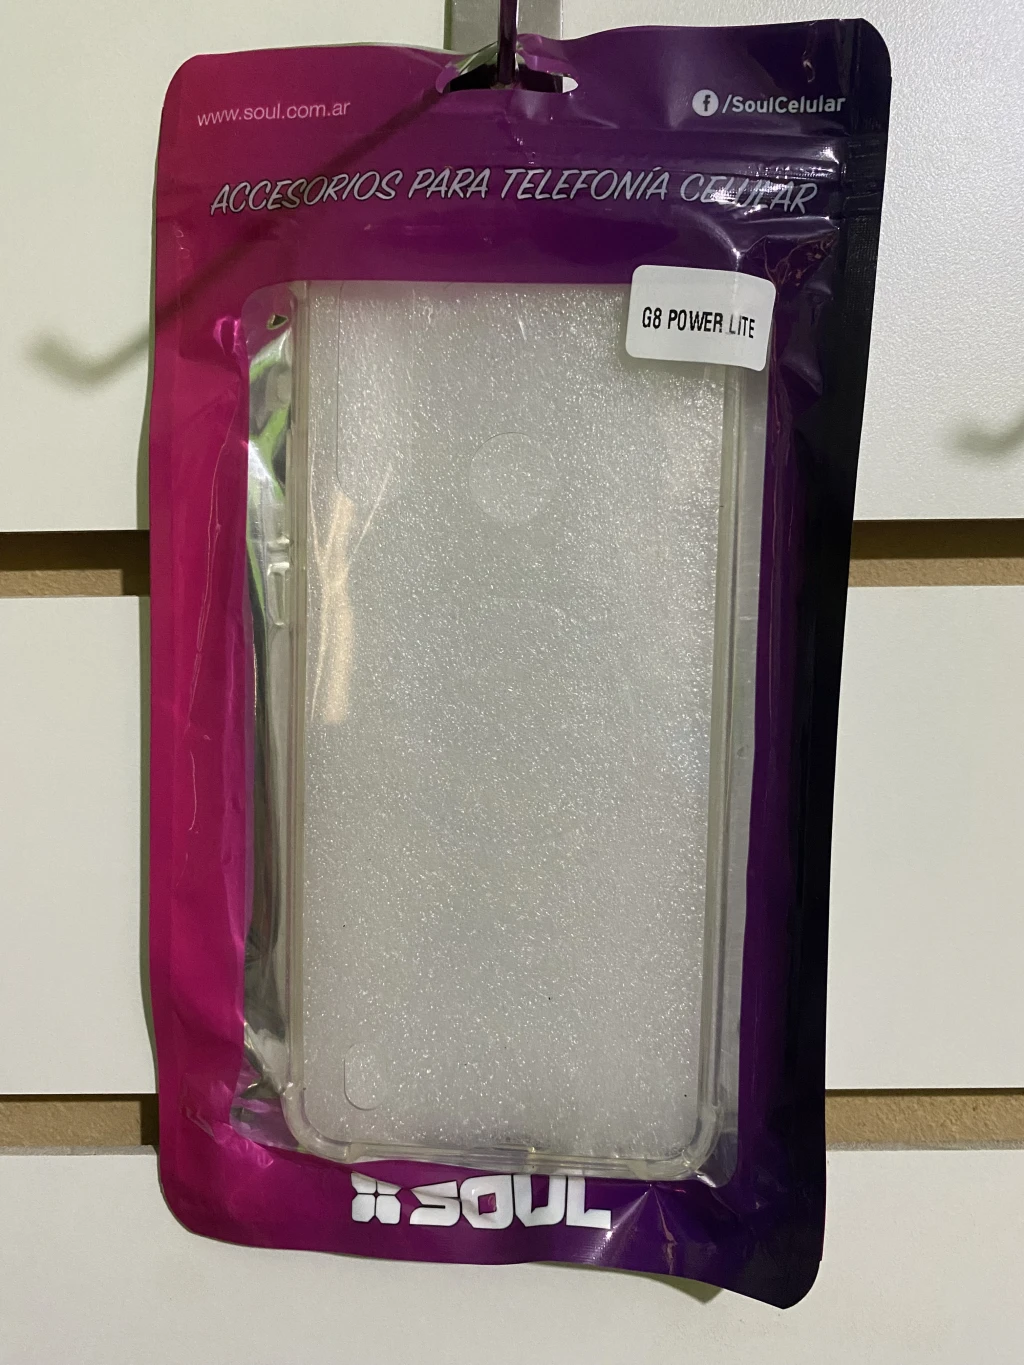 www.soul.com.ar
f /SoulCelular
ACCESORIOS PARA TELEFONÍA CELULAR
G8 POWER LITE
SOUL